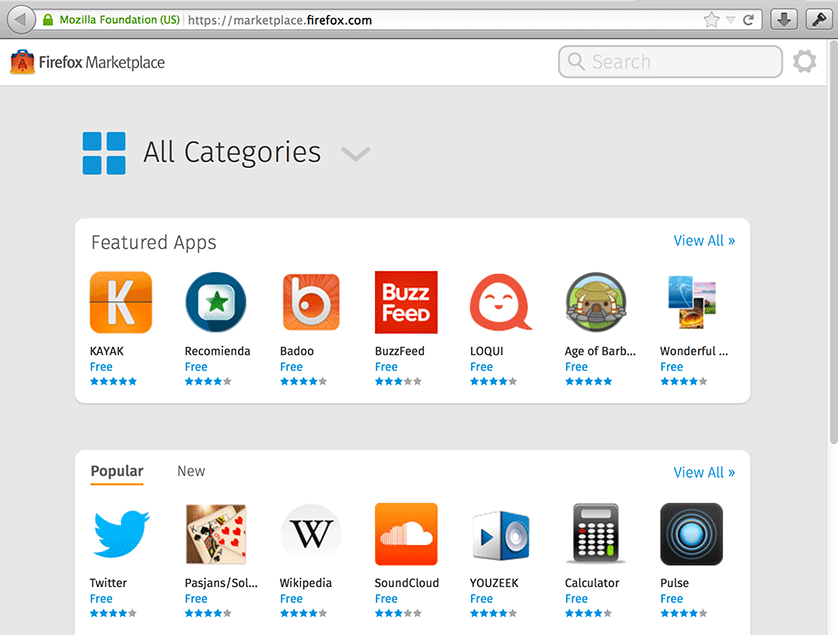 Mozilla Foundation (US) https://marketplace.firefox.com
Firefox Marketplace Search
All Categories
Featured Apps View All »
K Buzz Feed
KAYAK Recomienda Badoo BuzzFeed LOQUI Age of Barb... Wonderful ...
Free Free Free Free Free Free Free
Popular New View All »
W
Twitter Pasjans/Sol... Wikipedia SoundCloud YOUZEEK Calculator Pulse
Free Free Free Free Free Free Free